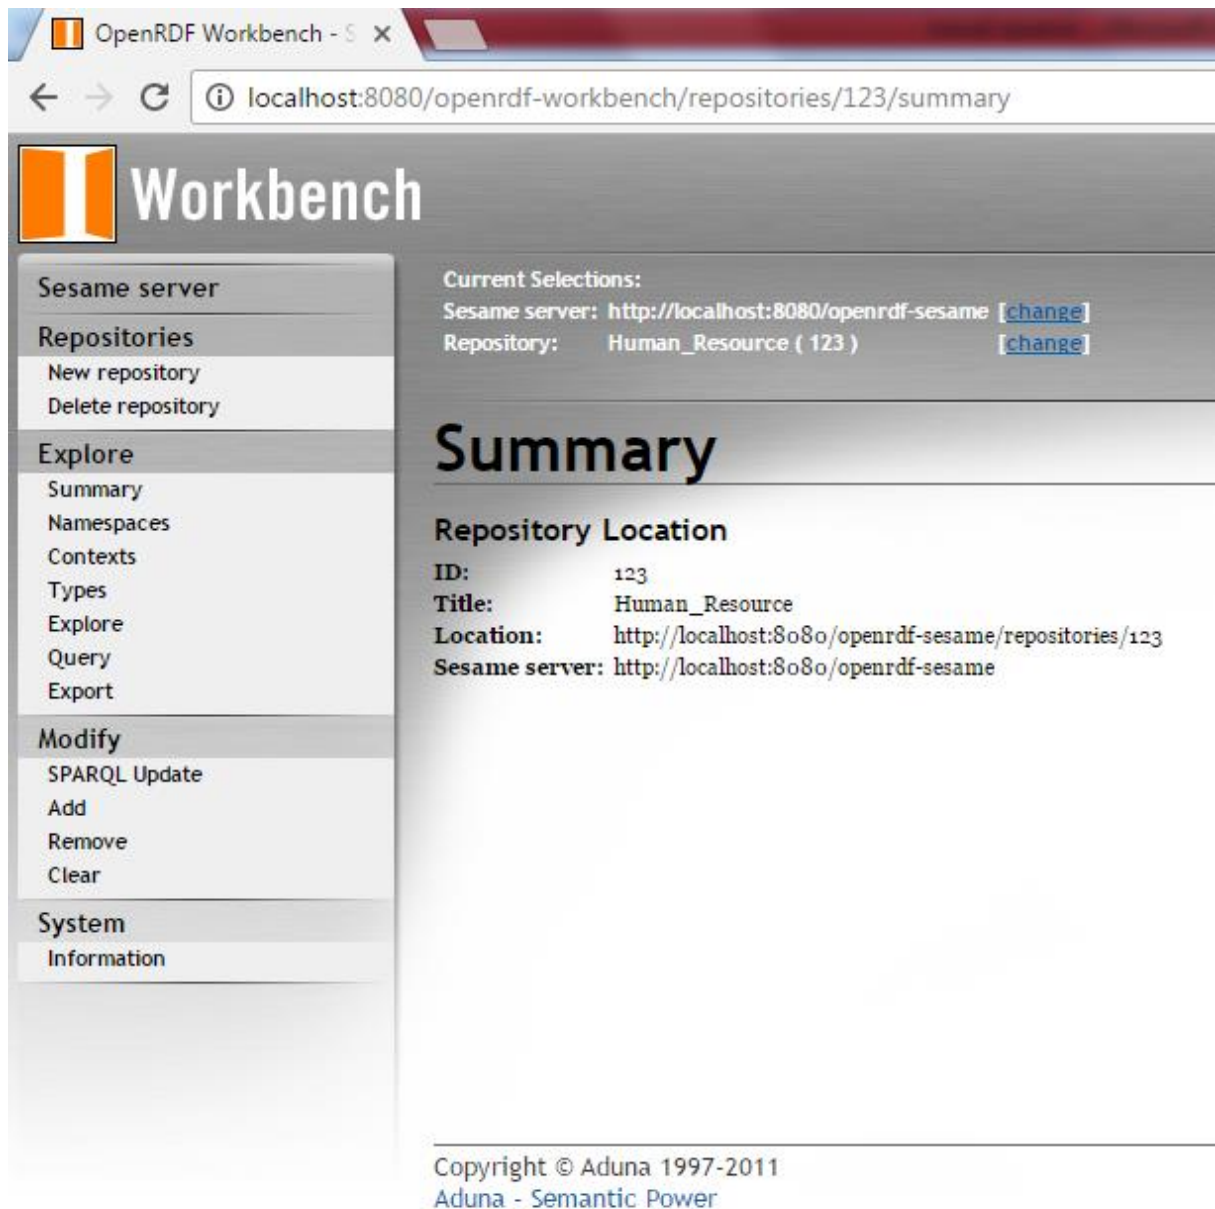 OpenRDF Workbench - S
localhost:8080/openrdf-workbench/repositories/123/summary
Workbench
Sesame server
Repositories
New repository
Delete repository
Explore
Summary
Namespaces
Contexts
Types
Explore
Query
Export
Modify
SPARQL Update
Add
Remove
Clear
System
Information
Current Selections:
Sesame server: http://localhost:8080/openrdf-sesame [change]
Repository: Human_Resource ( 123 ) [change]
Summary
Repository Location
ID: 123
Title: Human_Resource
Location: http://localhost:8080/openrdf-sesame/repositories/123
Sesame server: http://localhost:8080/openrdf-sesame
Copyright © Aduna 1997-2011
Aduna - Semantic Power